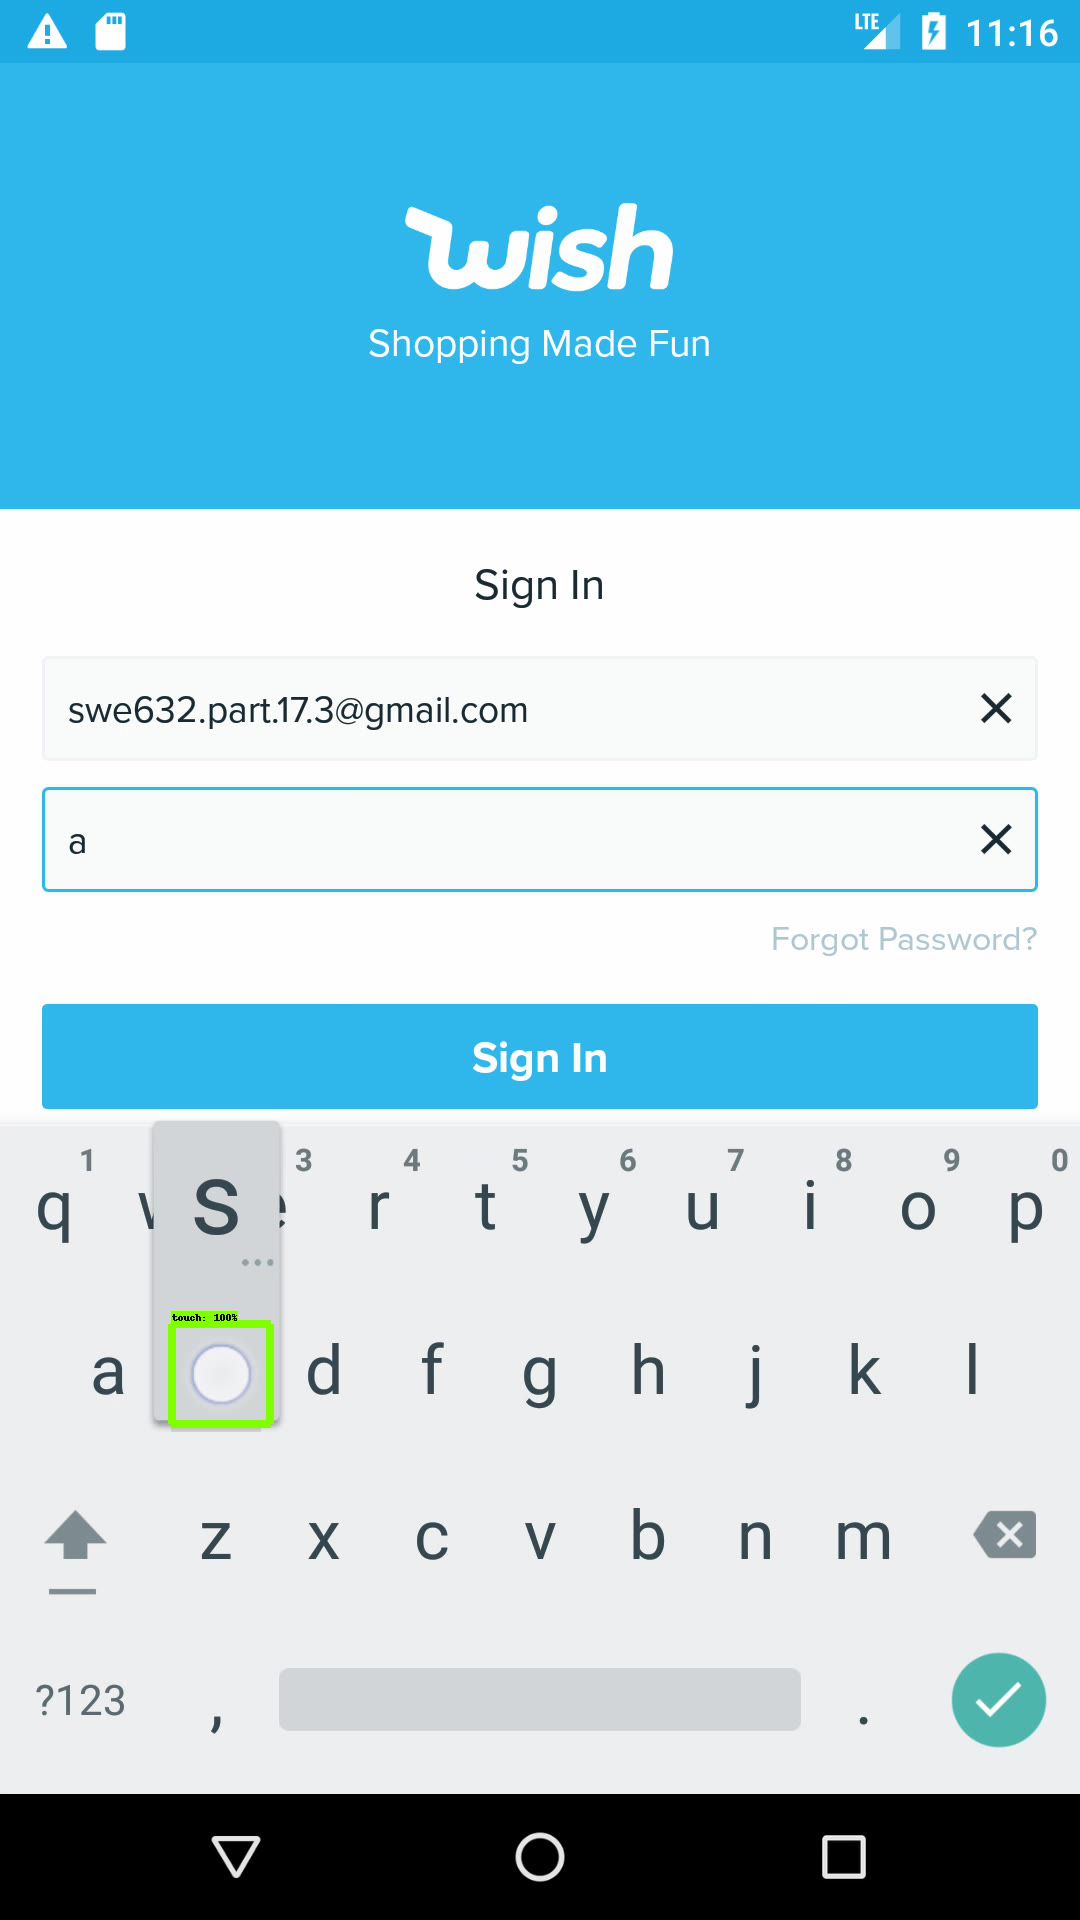 LTE 11:16
wish
Shopping Made Fun
Sign In
swe632.part.17.3@gmail.com
a
Forgot Password?
Sign In
1 3 4 5 6 7 8 9 0
q w s e r t y u i o p
...
touch: 100%
a d f g h j k l
z x c v b n m
?123 , .